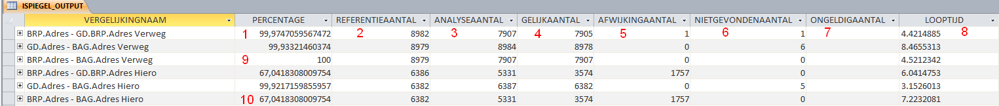 ISPIEGEL_OUTPUT
VERGELIJKINGNAAM PERCENTAGE REFERENTIEAANTAL ANALYSEAANTAL GELIJKAANTAL AFWIJKINGAANTAL NIETGEVONDENAANTAL ONGELDIGAANTAL LOOPTIJD
BRP.Adres - GD.BRP.Adres Verweg 1 99,9747059567472 2 8982 3 7907 4 7905 5 1 6 1 7 4.4214885 8
GD.Adres - BAG.Adres Verweg 99,93321460374 8979 8984 8978 0 6 8.4655313
BRP.Adres - BAG.Adres Verweg 9 100 8979 7907 7907 0 0 4.5212342
BRP.Adres - GD.BRP.Adres Hiero 67,0418308009754 6386 5331 3574 1757 0 6.0414753
GD.Adres - BAG.Adres Hiero 99,9217159855957 6382 6387 6382 0 5 3.1526013
BRP.Adres - BAG.Adres Hiero 10 67,0418308009754 6382 5331 3574 1757 0 7.2232081